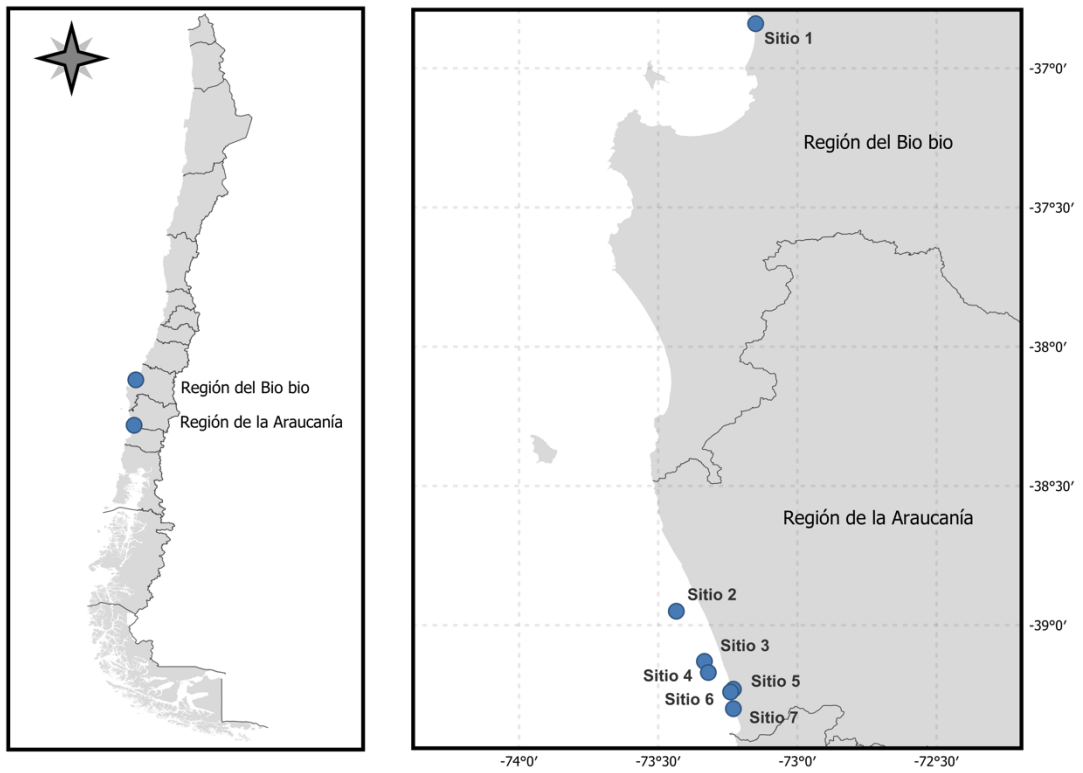 Región del Bio bio
Región de la Araucanía
Sitio 1
-37°0’
Región del Bio bio
-37°30’
-38°0’
-38°30’
Región de la Araucanía
Sitio 2
-39°0’
Sitio 3
Sitio 4
Sitio 5
Sitio 6
Sitio 7
-74°0’
-73°30’
-73°0’
-72°30’